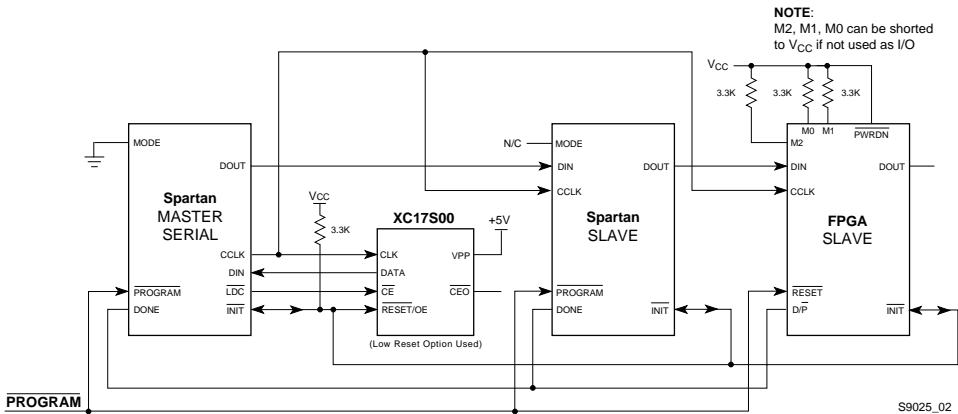 NOTE:
M2, M1, M0 can be shorted
to VCC if not used as I/O
VCC
3.3K
3.3K
3.3K
M0
M1
PWRDN
M2
MODE
DOUT
Spartan
MASTER
SERIAL
CCLK
DIN
LDC
INIT
PROGRAM
DONE
VCC
3.3K
XC17S00
+5V
CLK
VPP
DATA
CE
CEO
RESET/OE
(Low Reset Option Used)
N/C
MODE
DIN
DOUT
CCLK
Spartan
SLAVE
PROGRAM
DONE
INIT
DIN
DOUT
CCLK
FPGA
SLAVE
RESET
D/P
INIT
PROGRAM
S9025_02